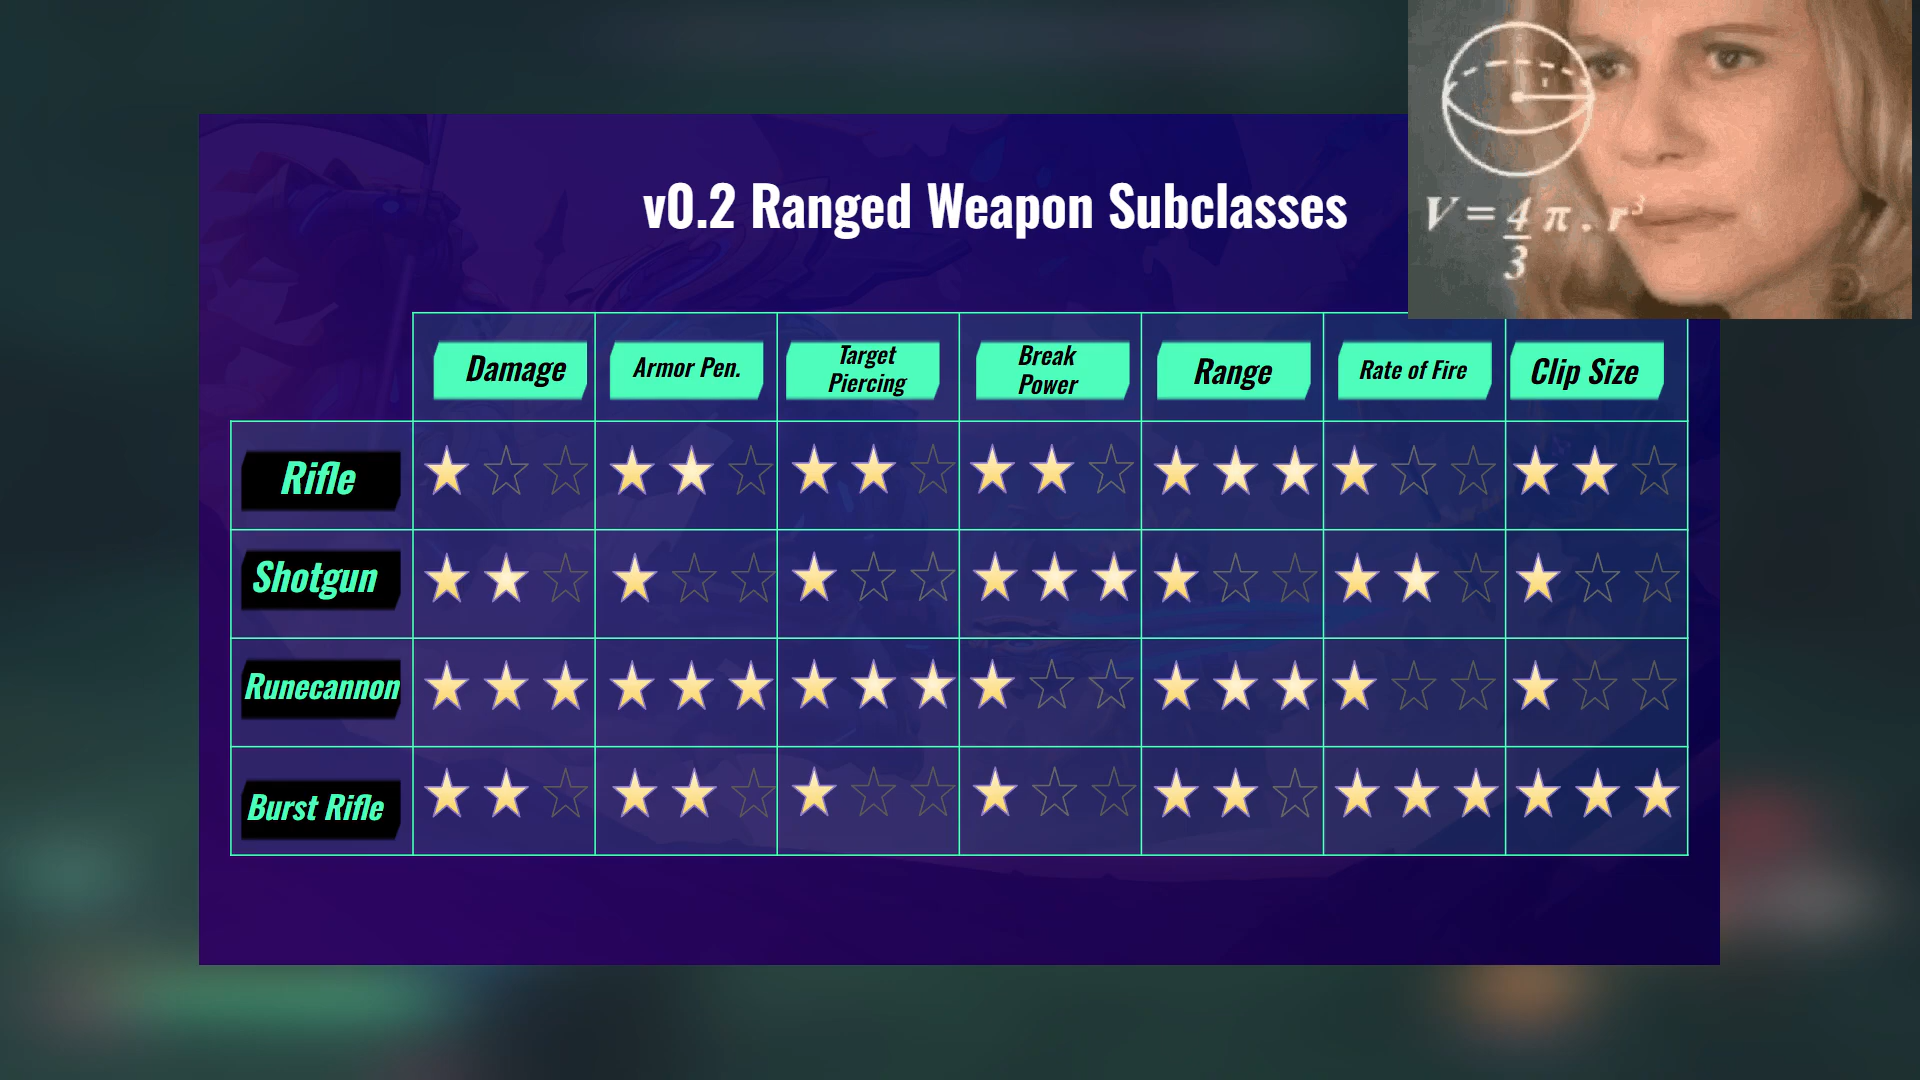 v0.2 Ranged Weapon Subclasses
V = 4/3 π . r³
Damage
Armor Pen.
Target
Piercing
Break
Power
Range
Rate of Fire
Clip Size
Rifle
Shotgun
Runecannon
Burst Rifle